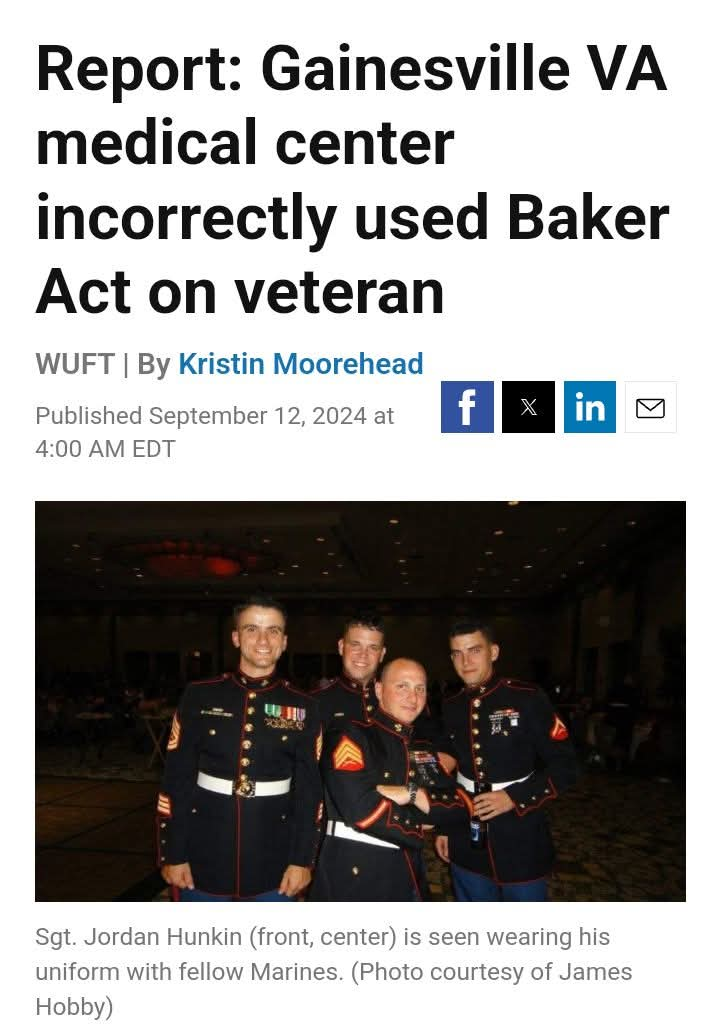 Report: Gainesville VA
medical center
incorrectly used Baker
Act on veteran
WUFT | By Kristin Moorehead
Published September 12, 2024 at
4:00 AM EDT
f
X
in
Sgt. Jordan Hunkin (front, center) is seen wearing his
uniform with fellow Marines. (Photo courtesy of James
Hobby)